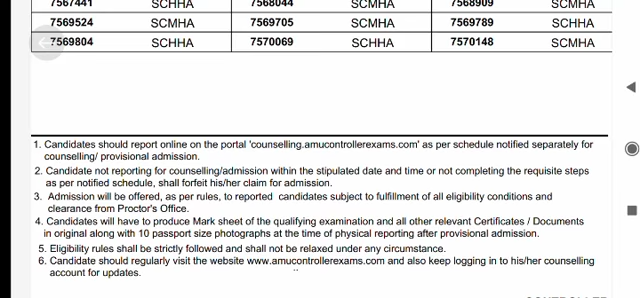 7567441 SCHHA 7568044 SCMHA 7568909 SCMHA
7569524 SCMHA 7569705 SCMHA 7569789 SCHHA
7569804 SCHHA 7570069 SCHHA 7570148 SCMHA
1. Candidates should report online on the portal 'counselling.amucontrollerexams.com' as per schedule notified separately for
counselling/ provisional admission.
2. Candidate not reporting for counselling/admission within the stipulated date and time or not completing the requisite steps
as per notified schedule, shall forfeit his/her claim for admission.
3. Admission will be offered, as per rules, to reported candidates subject to fulfillment of all eligibility conditions and
clearance from Proctor's Office.
4. Candidates will have to produce Mark sheet of the qualifying examination and all other relevant Certificates / Documents
in original along with 10 passport size photographs at the time of physical reporting after provisional admission.
5. Eligibility rules shall be strictly followed and shall not be relaxed under any circumstance.
6. Candidate should regularly visit the website www.amucontrollerexams.com and also keep logging in to his/her counselling
account for updates.